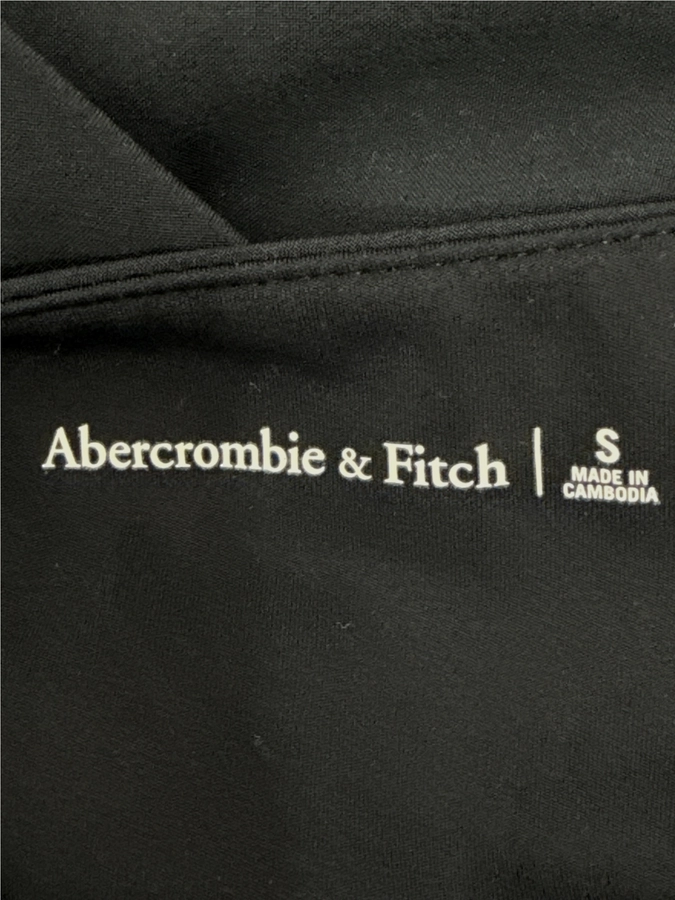 Abercrombie & Fitch | S
MADE IN
CAMBODIA